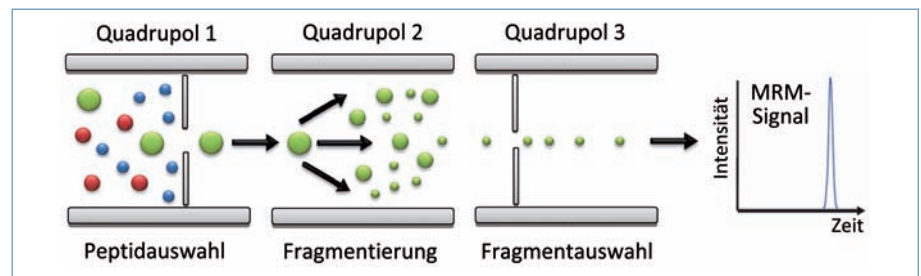 Quadrupol 1
Quadrupol 2
Quadrupol 3
MRM-
Signal
Intensität
Zeit
Peptidauswahl
Fragmentierung
Fragmentauswahl